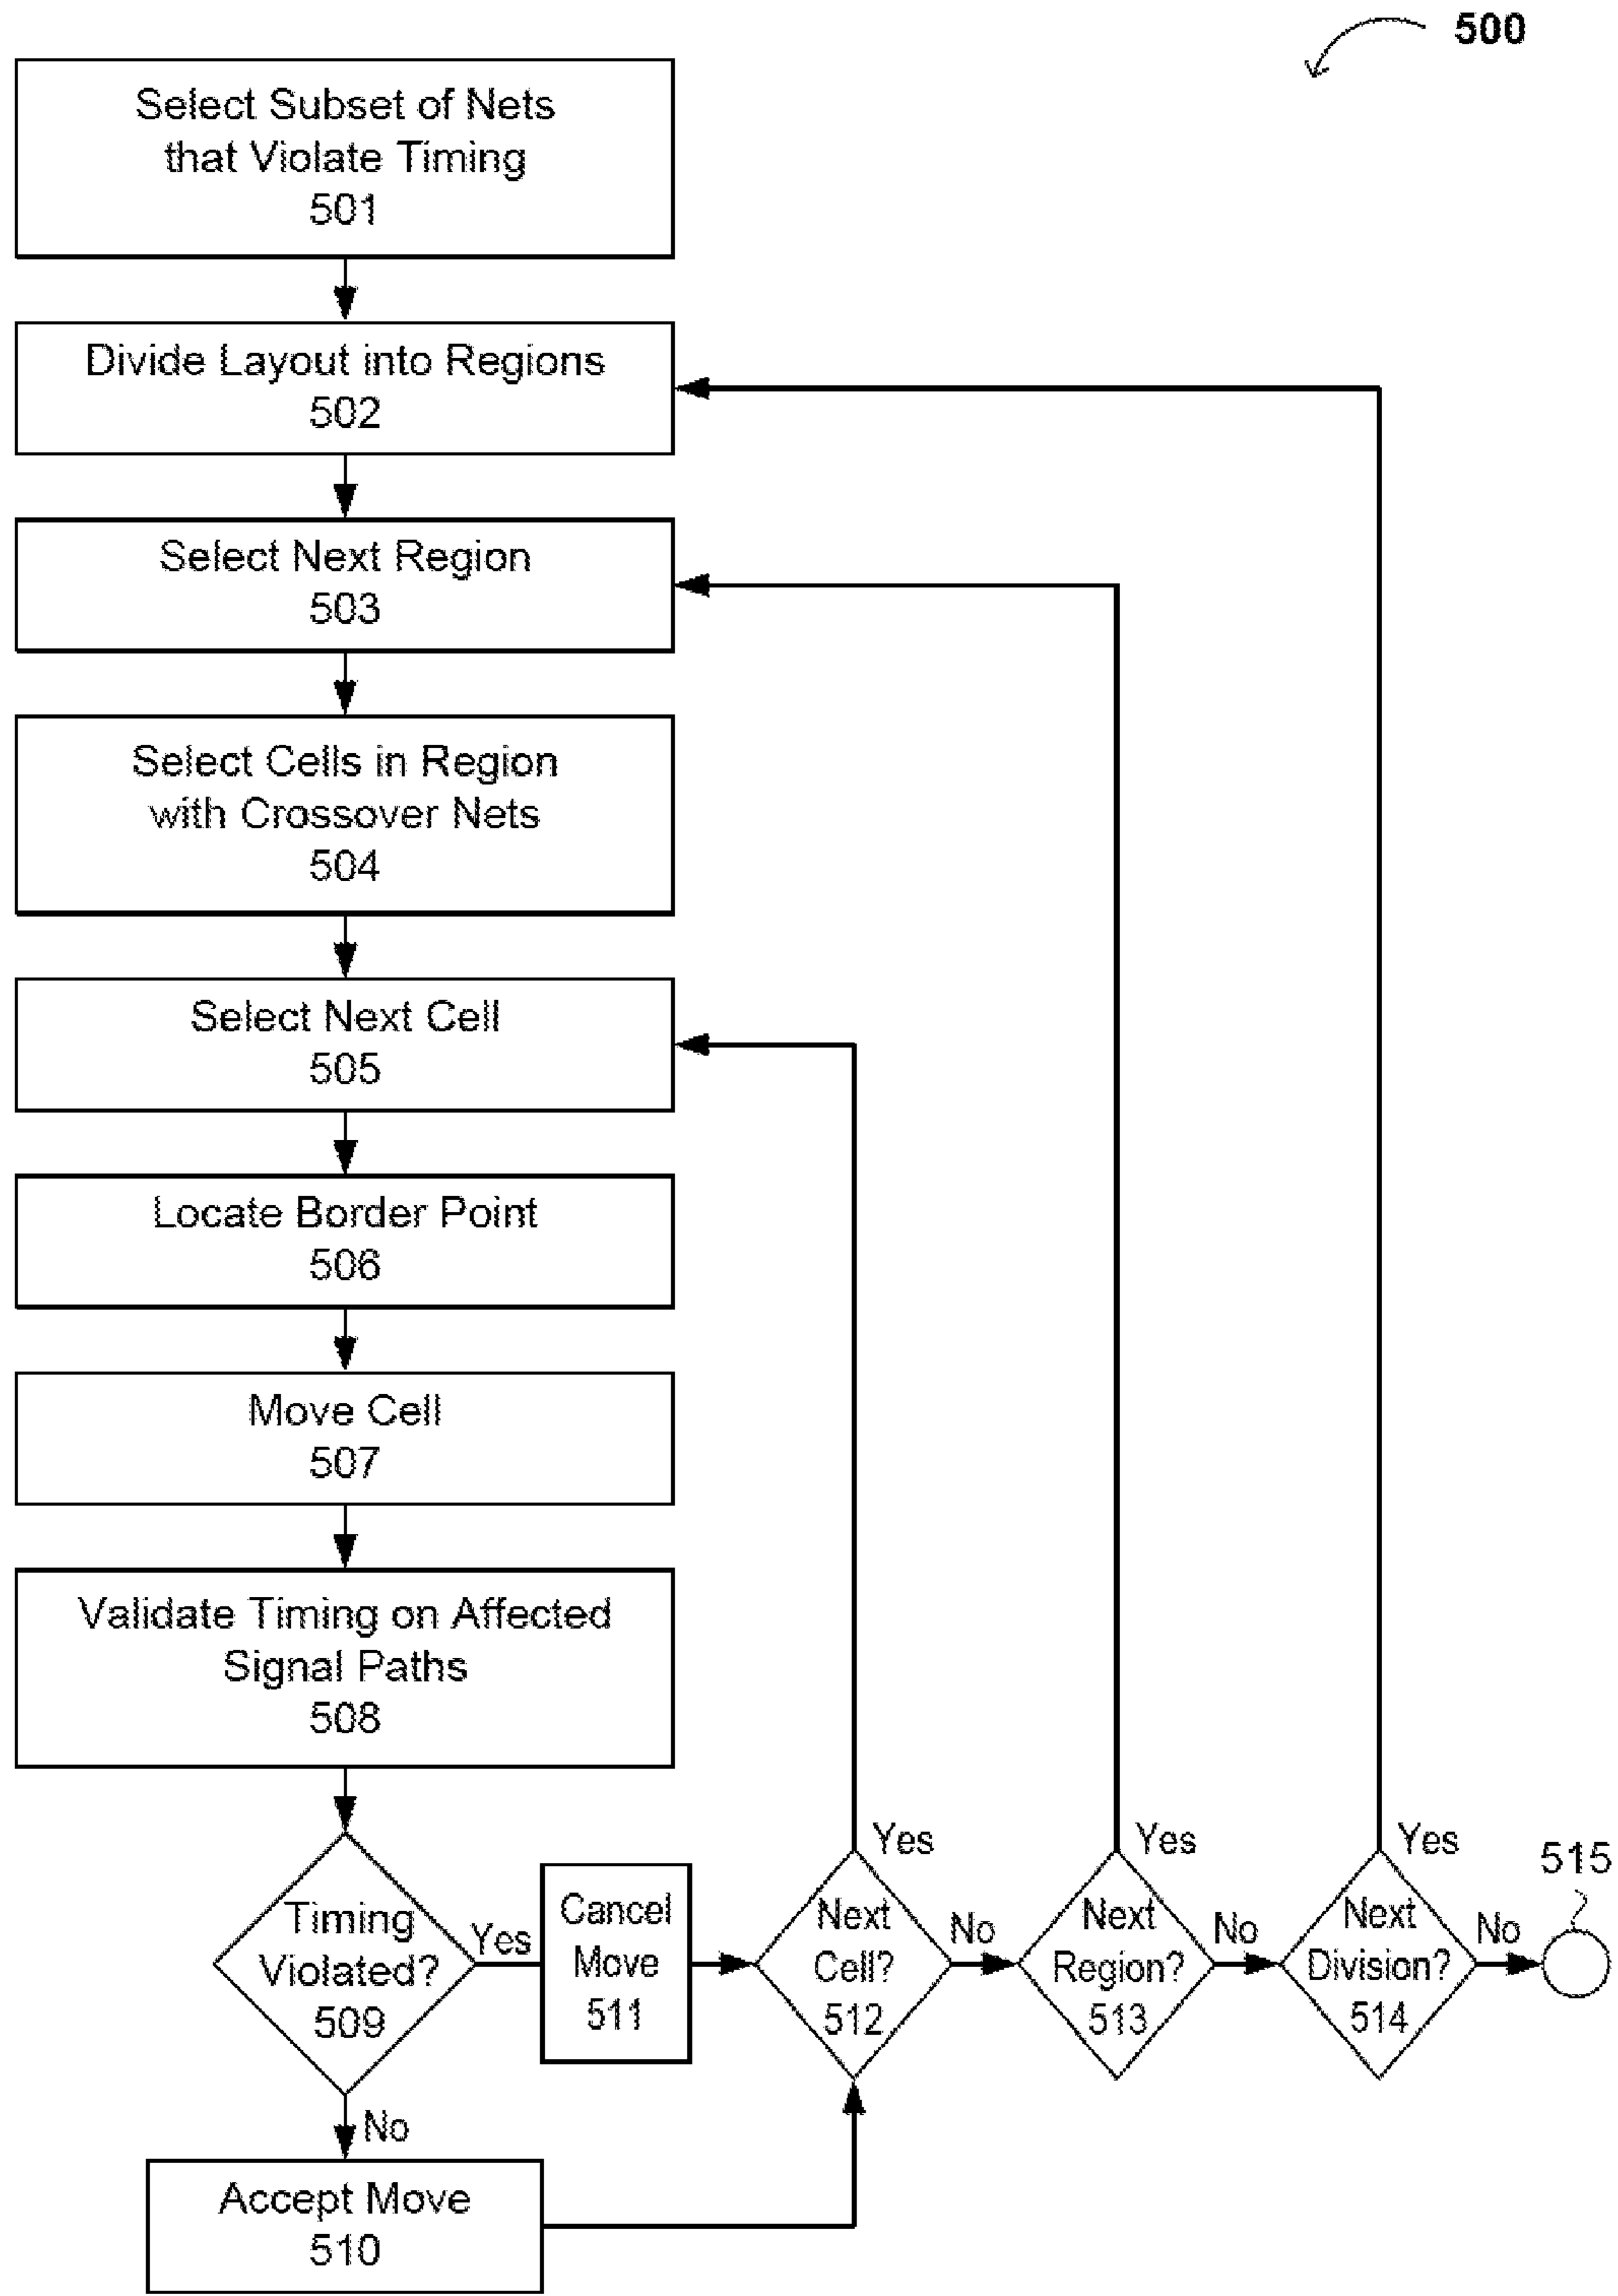 500
Select Subset of Nets
that Violate Timing
501
Divide Layout into Regions
502
Select Next Region
503
Select Cells in Region
with Crossover Nets
504
Select Next Cell
505
Locate Border Point
506
Move Cell
507
Validate Timing on Affected
Signal Paths
508
Timing
Violated?
509
Yes
No
Accept Move
510
Cancel
Move
511
Next
Cell?
512
Yes
No
Next
Region?
513
Yes
No
Next
Division?
514
Yes
No
515